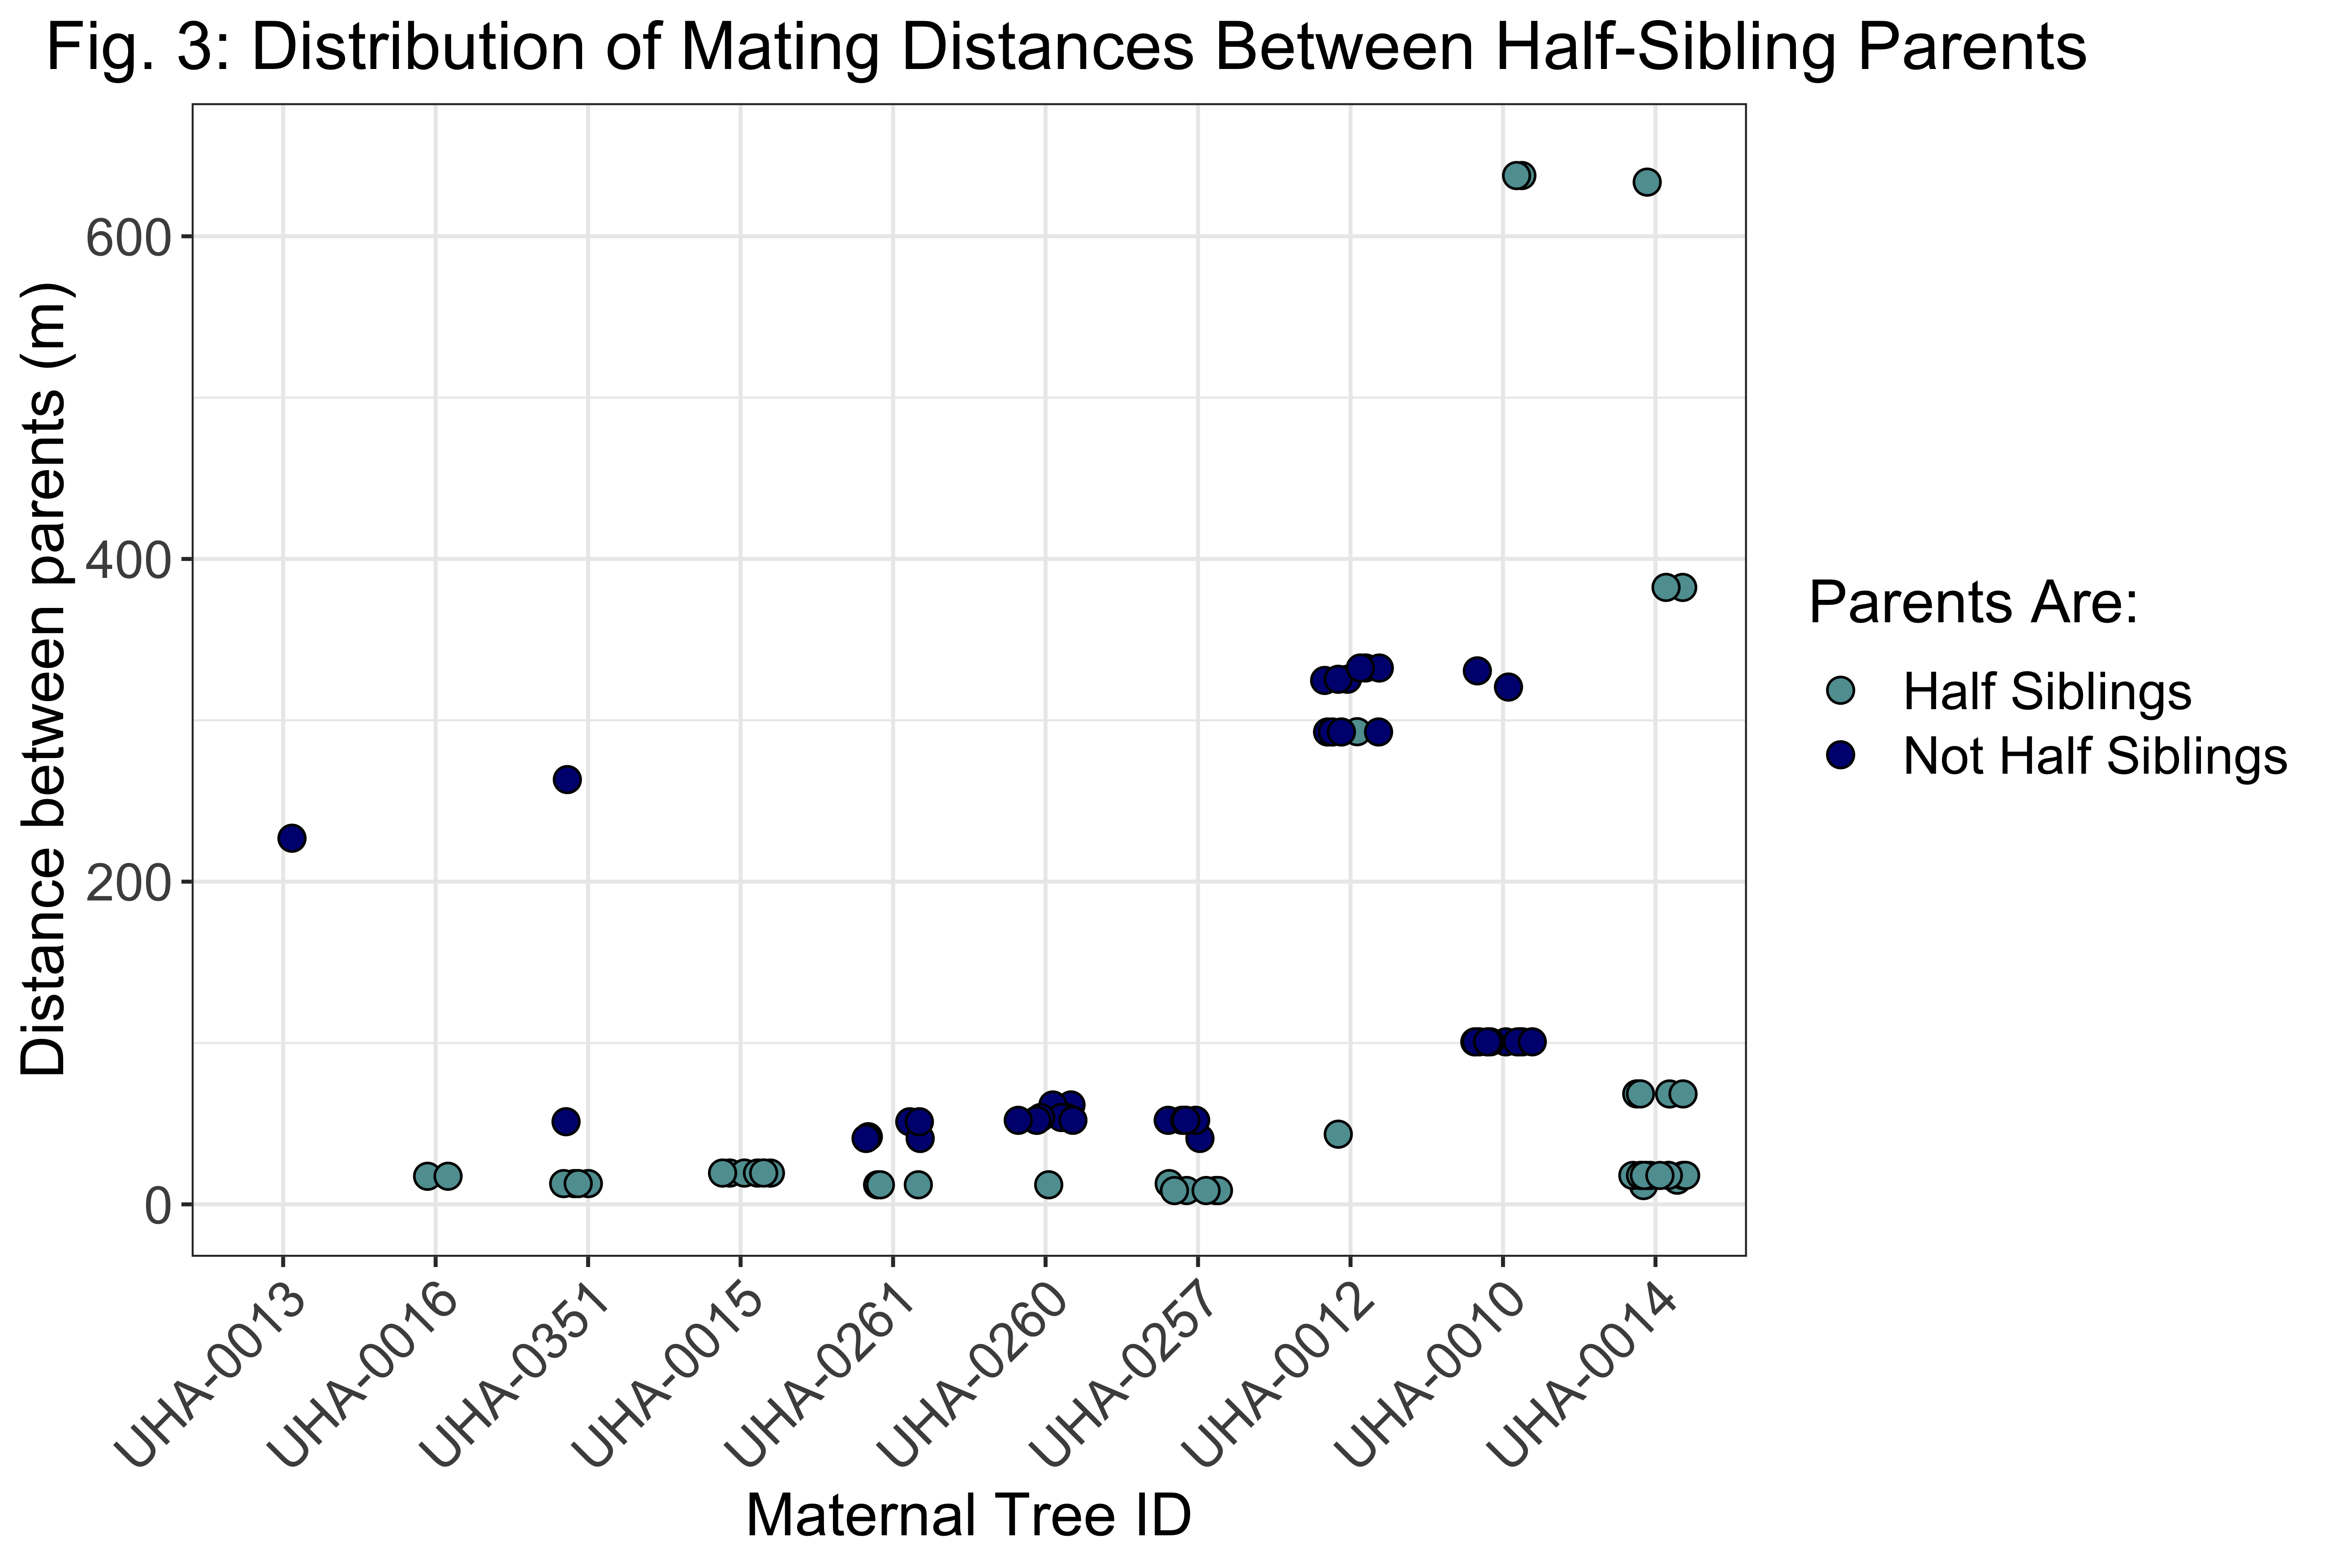 Fig. 3: Distribution of Mating Distances Between Half-Sibling Parents
Distance between parents (m)
600
400
200
0
UHA-0013
UHA-0016
UHA-0351
UHA-0015
UHA-0261
UHA-0260
UHA-0257
UHA-0012
UHA-0010
UHA-0014
Maternal Tree ID
Parents Are:
Half Siblings
Not Half Siblings